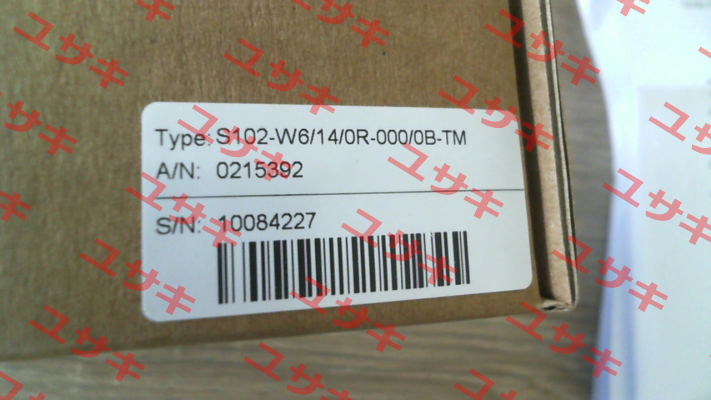 Type: S102-W6/14/0R-000/0B-TM
A/N: 0215392
S/N: 10084227
ユサキ